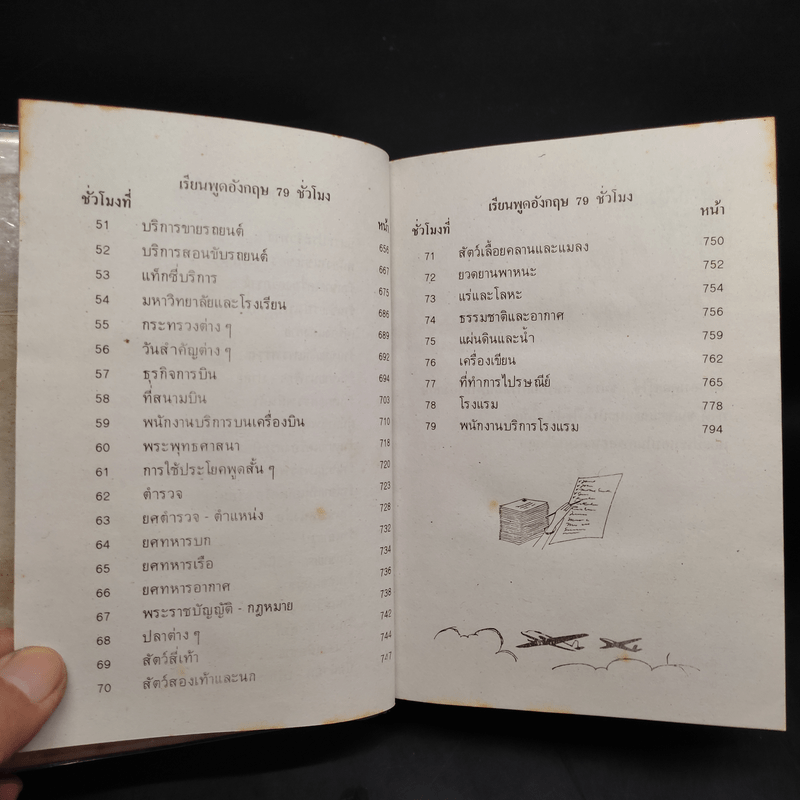 เรียนพูดอังกฤษ 79 ชั่วโมง
ชั่วโมงที่ หน้า
51 บริการขายรถยนต์ 656
52 บริการสอนขับรถยนต์ 667
53 แท็กซี่บริการ 675
54 มหาวิทยาลัยและโรงเรียน 686
55 กระทรวงต่าง ๆ 689
56 วันสำคัญต่าง ๆ 692
57 ธุรกิจการบิน 694
58 ที่สนามบิน 703
59 พนักงานบริการบนเครื่องบิน 710
60 พระพุทธศาสนา 718
61 การใช้ประโยคพูดสั้น ๆ 720
62 ตำรวจ 723
63 ยศตำรวจ - ตำแหน่ง 728
64 ยศทหารบก 732
65 ยศทหารเรือ 734
66 ยศทหารอากาศ 736
67 พระราชบัญญัติ - กฎหมาย 738
68 ปลาต่าง ๆ 742
69 สัตว์สี่เท้า 744
70 สัตว์สองเท้าและนก 747
เรียนพูดอังกฤษ 79 ชั่วโมง
ชั่วโมงที่ หน้า
71 สัตว์เลื้อยคลานและแมลง 750
72 ยวดยานพาหนะ 752
73 แร่และโลหะ 754
74 ธรรมชาติและอากาศ 756
75 แผ่นดินและน้ำ 759
76 เครื่องเขียน 762
77 ที่ทำการไปรษณีย์ 765
78 โรงแรม 778
79 พนักงานบริการโรงแรม 794